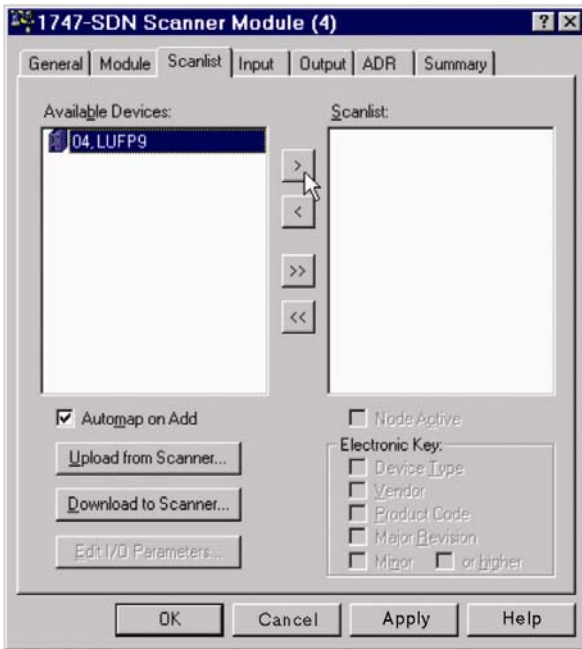 1747-SDN Scanner Module (4)
General Module Scanlist Input Output ADR Summary
Available Devices:
Scanlist:
04, LUFP9
>
<
>>
<<
Automap on Add
Node Active
Upload from Scanner...
Electronic Key:
Device Type
Vendor
Download to Scanner...
Product Code
Major Revision
Edit I/O Parameters...
Minor or higher
OK Cancel Apply Help